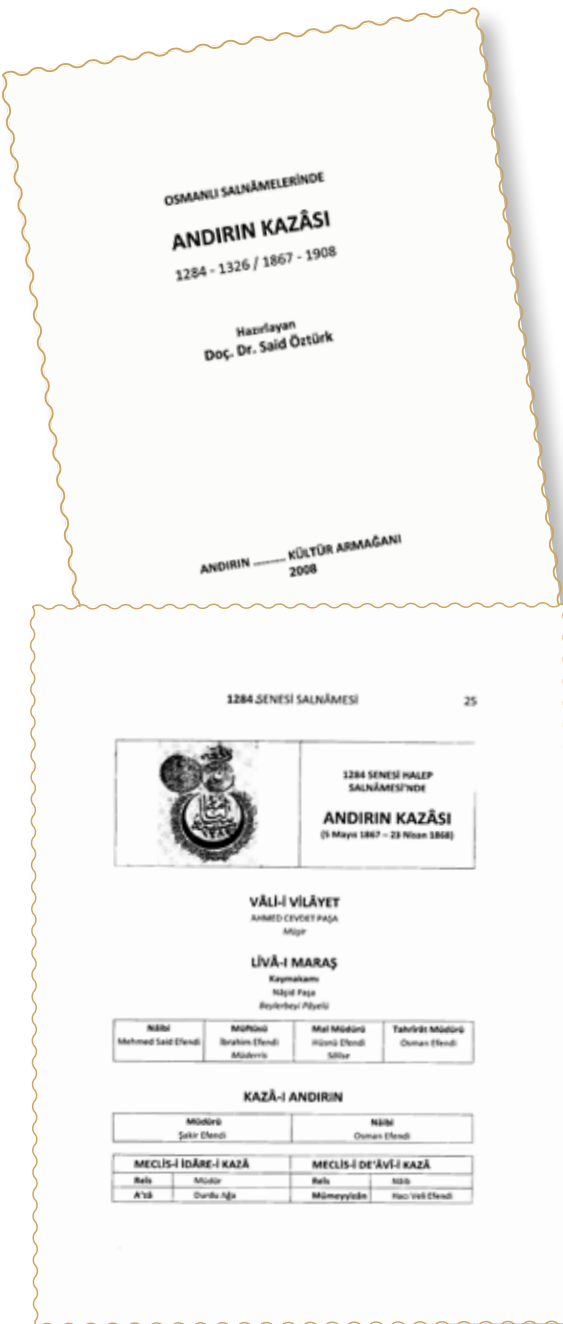 OSMANLI SALNÂMELERİNDE
ANDIRIN KAZÂSI
1284 - 1326 / 1867 - 1908
Hazırlayan
Doç. Dr. Said Öztürk
ANDIRIN ............ KÜLTÜR ARMAĞANI
2008
1284 SENESİ SALNÂMESİ 25
1284 SENESİ HALEP
SALNÂMESİ'NDE
ANDIRIN KAZÂSI
(5 Mayıs 1867 – 23 Nisan 1868)
VÂLİ-İ VİLÂYET
AHMED CEVDET PAŞA
Müşir
LİVÂ-I MARAŞ
Kaymakamı
Nâşid Paşa
Beylerbeyi Pâyelü
Nâibi Müftüsü Mal Müdürü Tahrîrât Müdürü
Mehmed Said Efendi İbrahim Efendi Hüsnü Efendi Osman Efendi
Müderris Sâlise
KAZÂ-I ANDIRIN
Müdürü Nâibi
Şakir Efendi Osman Efendi
MECLİS-İ İDÂRE-İ KAZÂ MECLİS-İ DE'ÂVÎ-İ KAZÂ
Reis Müdür Reis Nâib
A'zâ Durdu Ağa Mümeyyizân Hacı Veli Efendi